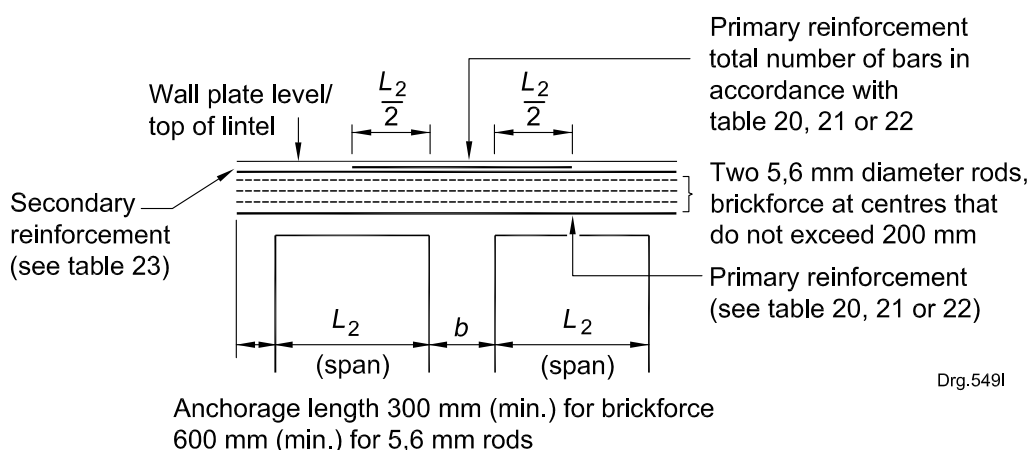 Primary reinforcement
total number of bars in
accordance with
table 20, 21 or 22
Wall plate level/
top of lintel
L2
2
L2
2
Secondary
reinforcement
(see table 23)
Two 5,6 mm diameter rods,
brickforce at centres that
do not exceed 200 mm
Primary reinforcement
(see table 20, 21 or 22)
L2
(span)
b
L2
(span)
Drg.549l
Anchorage length 300 mm (min.) for brickforce
600 mm (min.) for 5,6 mm rods